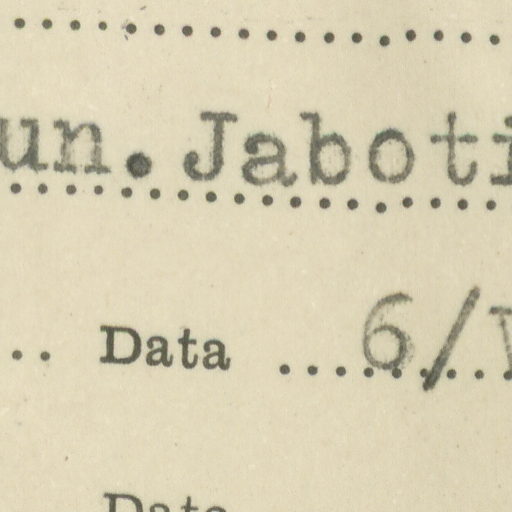 un. Jaboti
Data 6/
Data